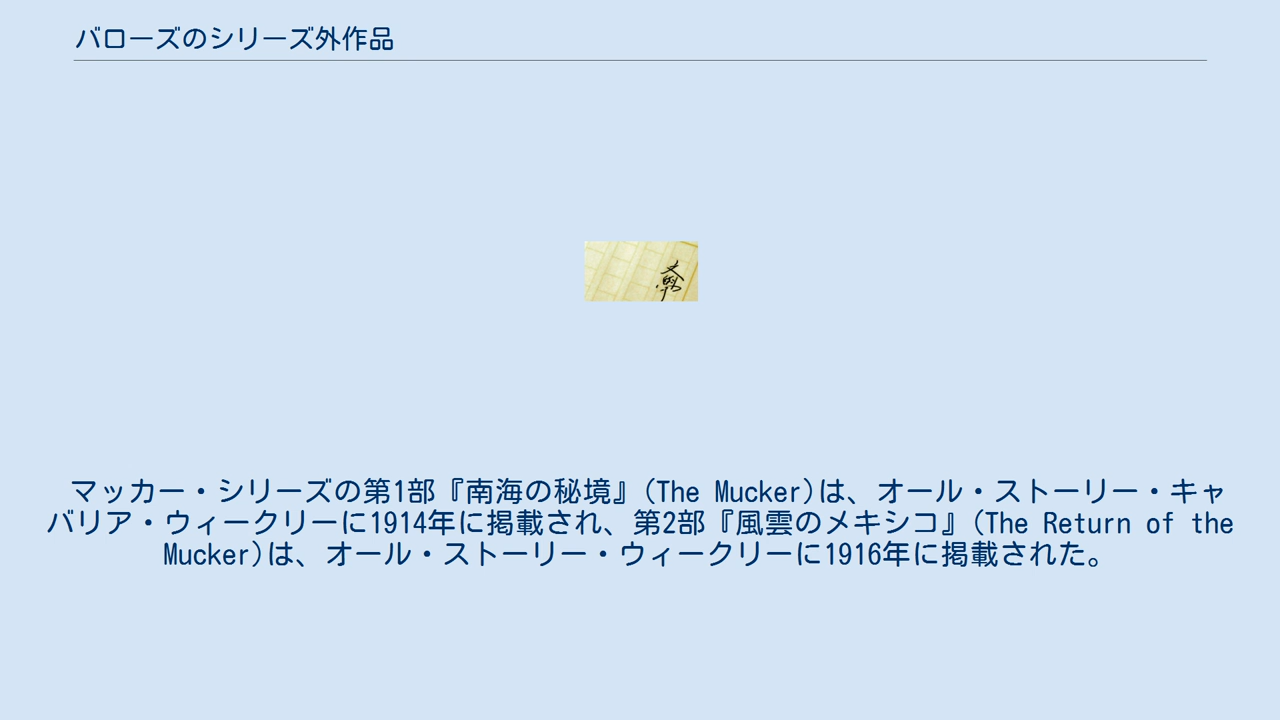 バローズのシリーズ外作品
マッカー・シリーズの第1部『南海の秘境』(The Mucker)は、オール・ストーリー・キャ
バリア・ウィークリーに1914年に掲載され、第2部『風雲のメキシコ』(The Return of the
Mucker)は、オール・ストーリー・ウィークリーに1916年に掲載された。